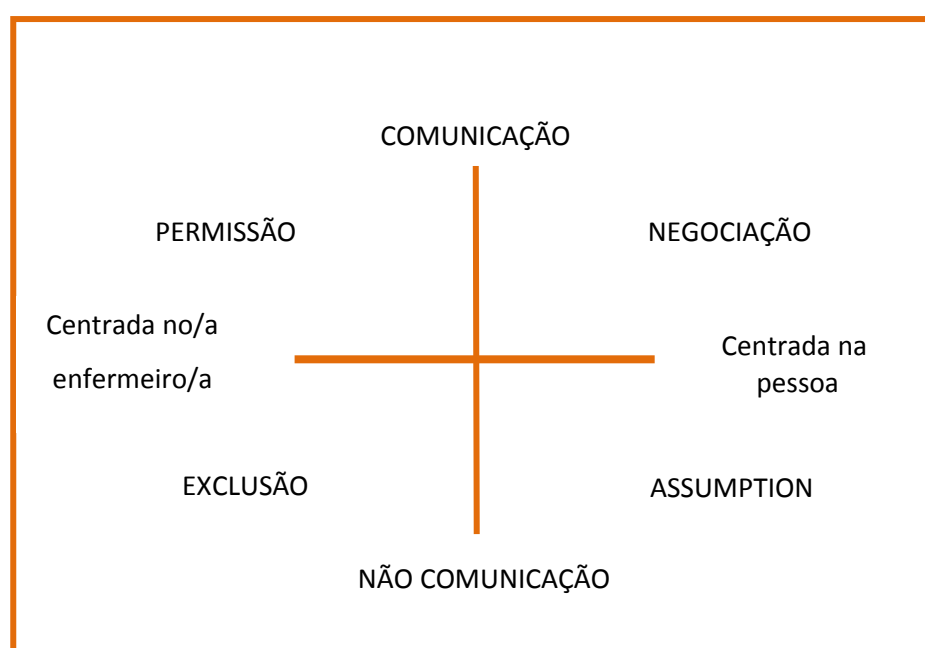 COMUNICAÇÃO
PERMISSÃO
NEGOCIAÇÃO
Centrada no/a
enfermeiro/a
Centrada na
pessoa
EXCLUSÃO
ASSUMPTION
NÃO COMUNICAÇÃO